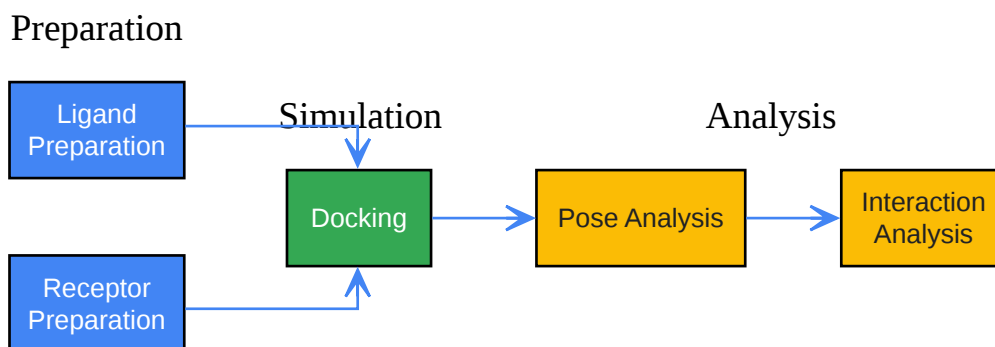 Preparation
Ligand
Preparation
Simulation
Analysis
Docking
Pose Analysis
Interaction
Analysis
Receptor
Preparation